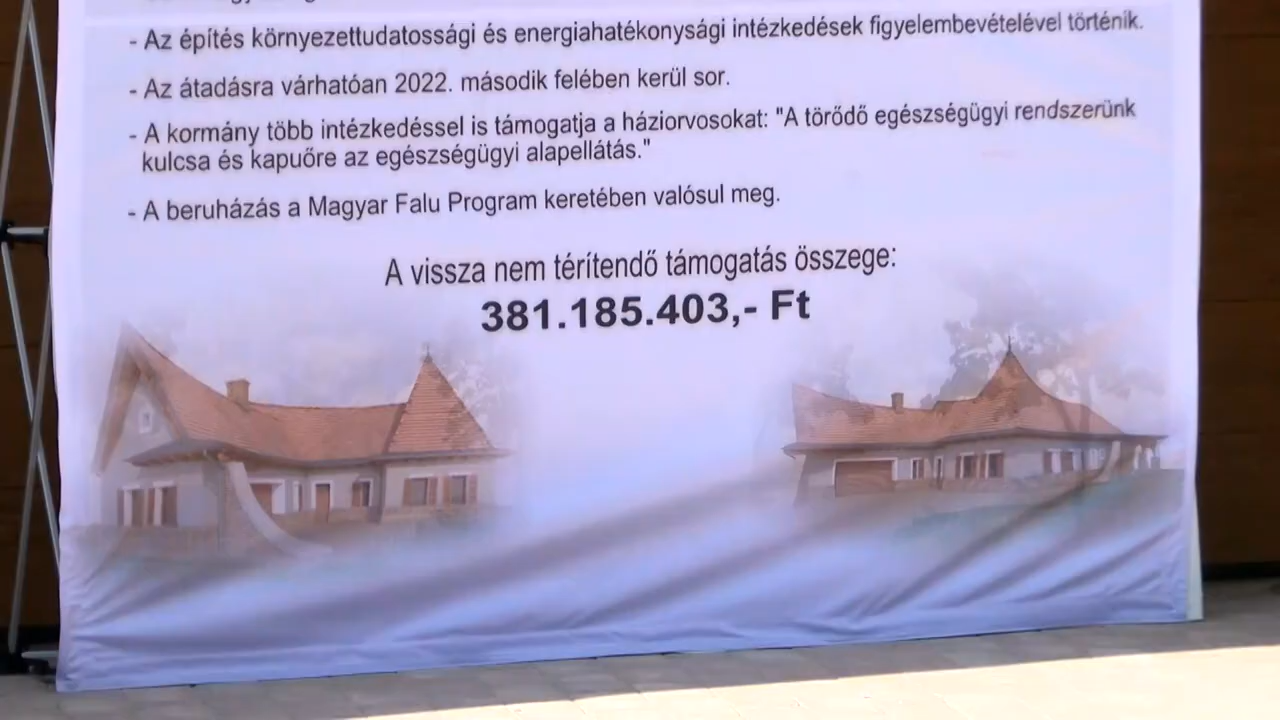 - Az építés környezettudatossági és energiahatékonysági intézkedések figyelembevételével történik.
- Az átadásra várhatóan 2022. második felében kerül sor.
- A kormány több intézkedéssel is támogatja a háziorvosokat: "A törődő egészségügyi rendszerünk
kulcsa és kapuőre az egészségügyi alapellátás."
- A beruházás a Magyar Falu Program keretében valósul meg.
A vissza nem térítendő támogatás összege:
381.185.403,- Ft